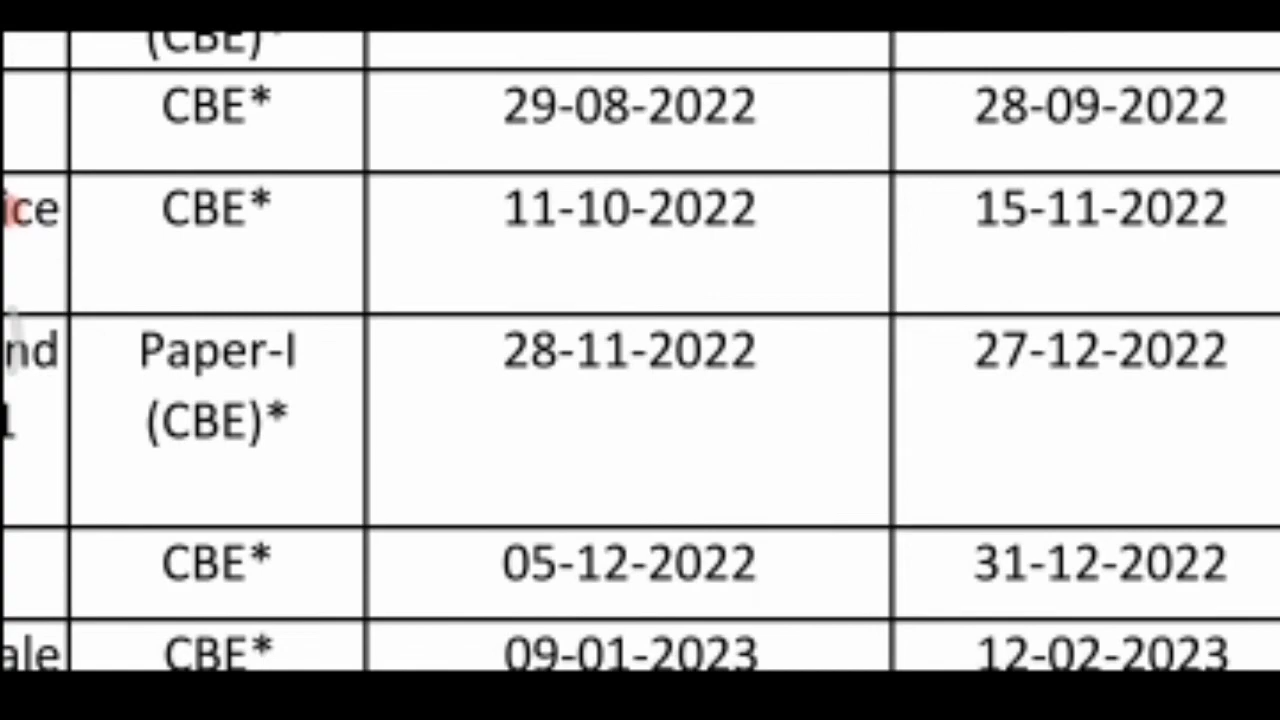 (CBE)*
CBE* 29-08-2022 28-09-2022
ice CBE* 11-10-2022 15-11-2022
nd Paper-I 28-11-2022 27-12-2022
1 (CBE)*
CBE* 05-12-2022 31-12-2022
ale CBE* 09-01-2023 12-02-2023